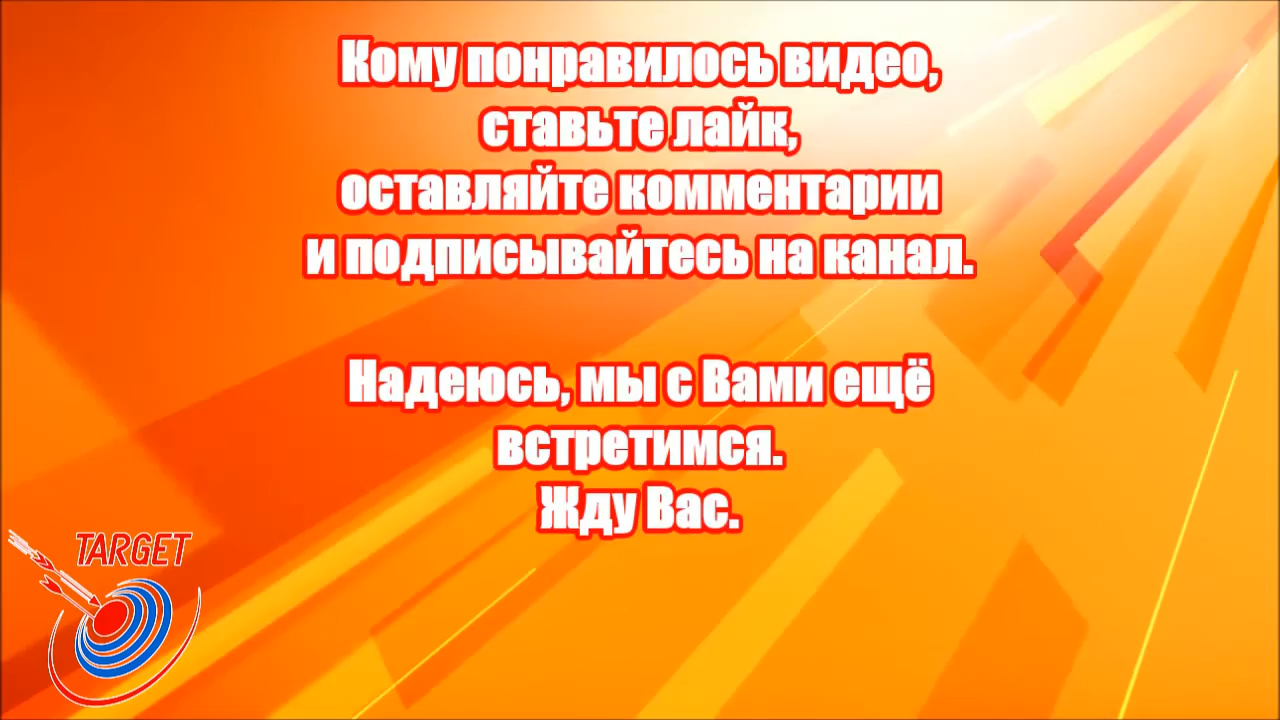 Кому понравилось видео,
ставьте лайк,
оставляйте комментарии
и подписывайтесь на канал.
Надеюсь, мы с Вами ещё
встретимся.
Жду Вас.
TARGET